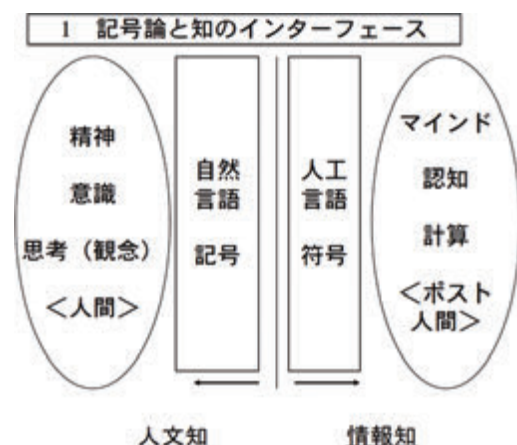 1 記号論と知のインターフェース
精神
意識
思考（観念）
＜人間＞
自然
言語
記号
人工
言語
符号
マインド
認知
計算
＜ポスト
人間＞
人文知
情報知